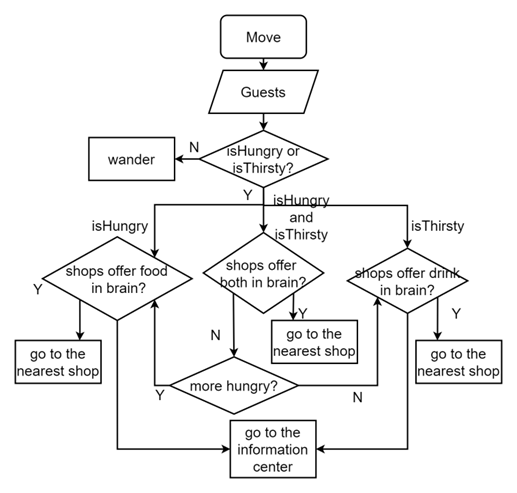 Move
Guests
isHungry or
isThirsty?
N
wander
Y
isHungry
and
isThirsty
isHungry
isThirsty
shops offer food
in brain?
Y
shops offer
both in brain?
shops offer drink
in brain?
Y
Y
N
go to the
nearest shop
go to the
nearest shop
go to the
nearest shop
more hungry?
Y
N
go to the
information
center